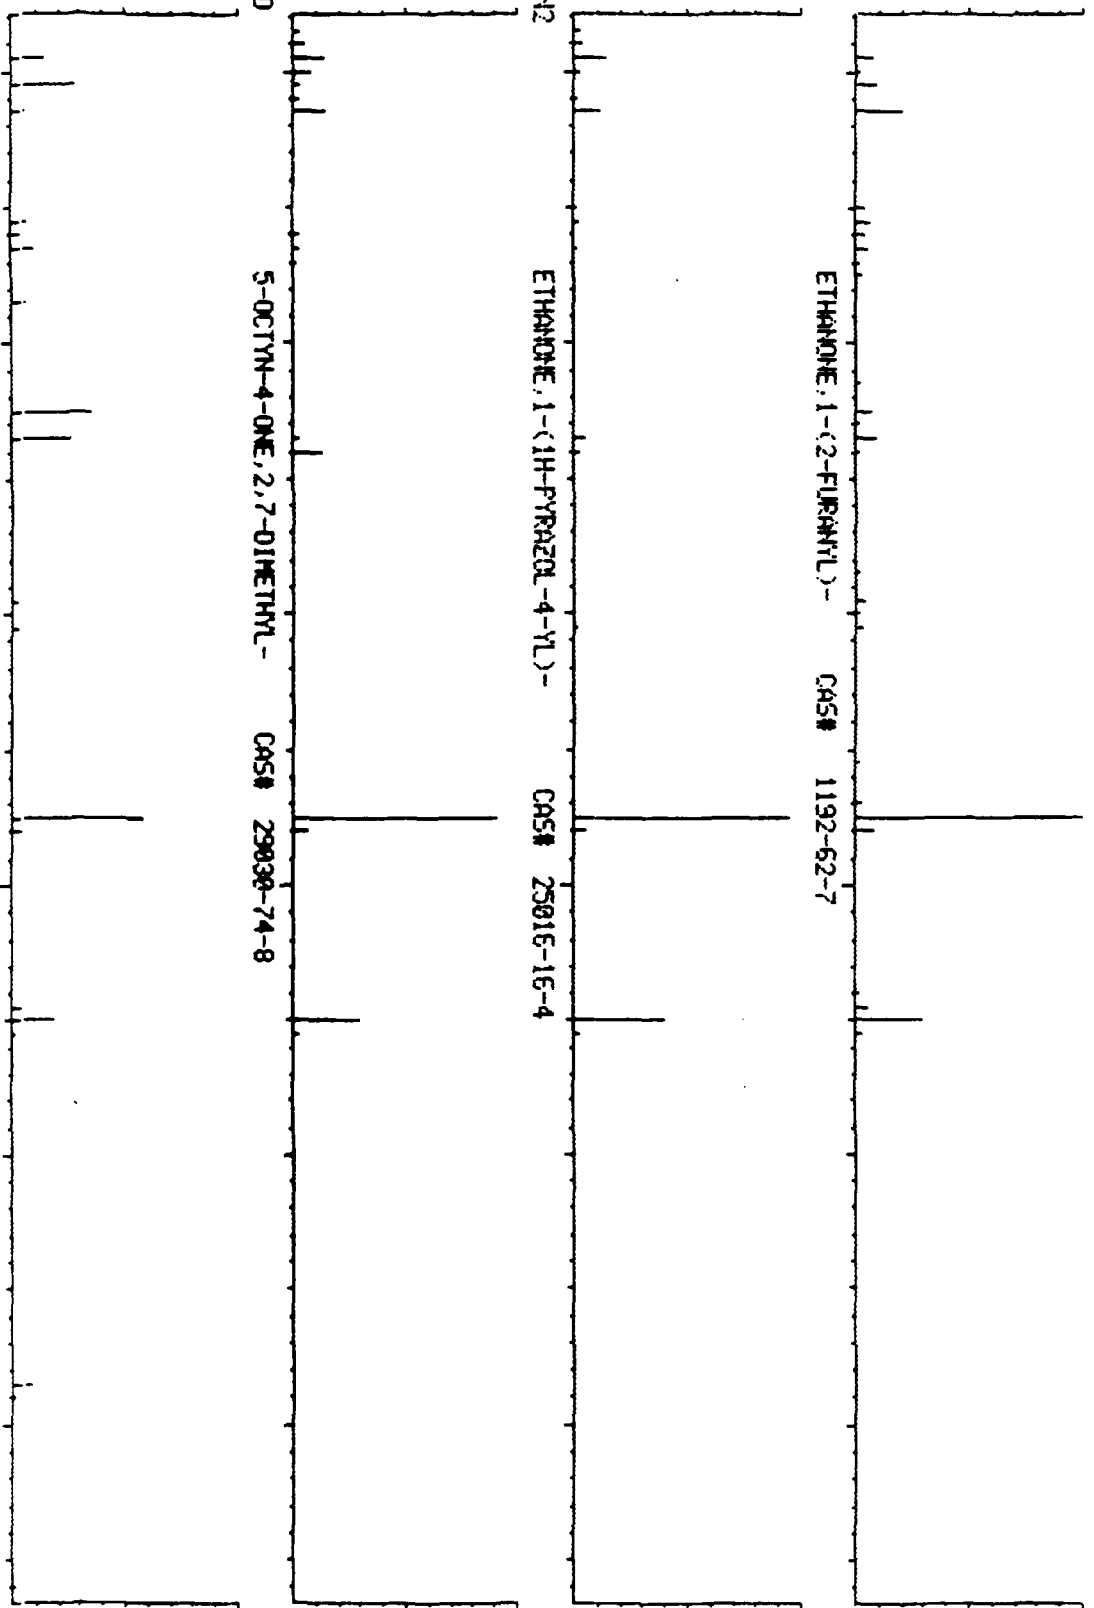 ETHANONE,1-(2-FURANYL)- CAS# 1192-62-7
ETHANONE,1-(1H-PYRAZOL-4-YL)- CAS# 25016-16-4
5-OCTYN-4-ONE,2,7-DIMETHYL- CAS# 29030-74-8